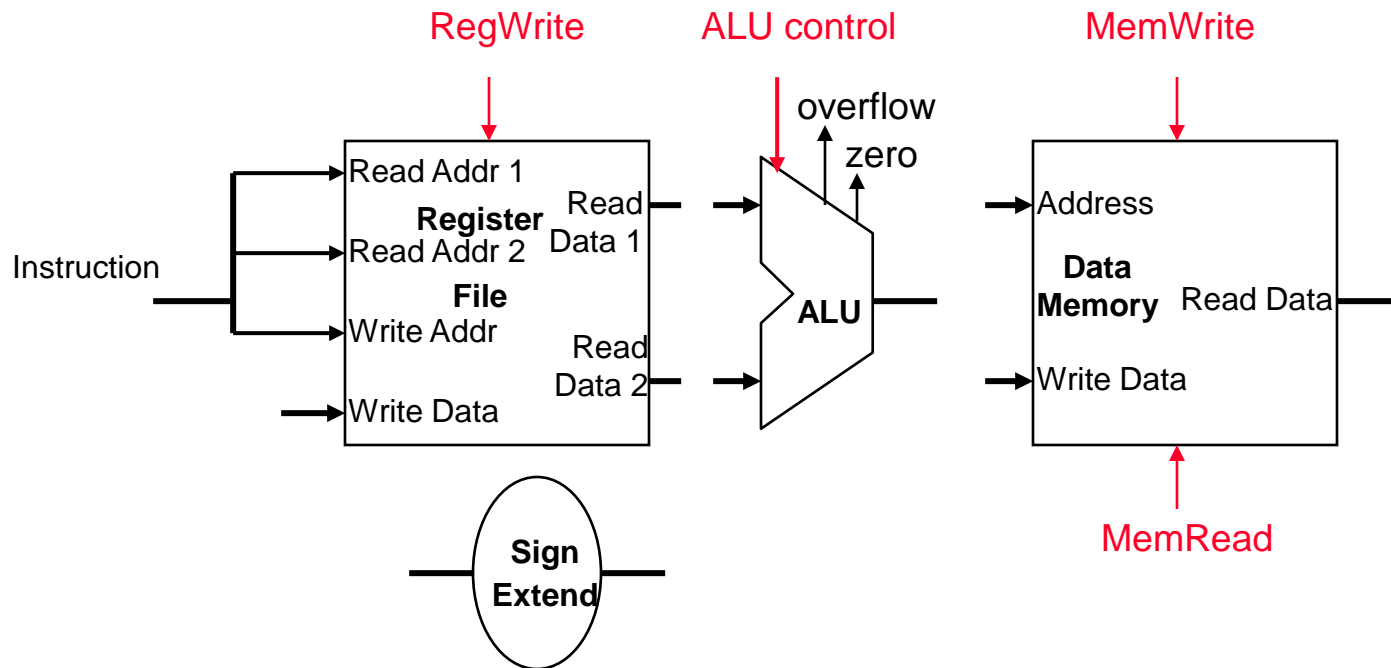 RegWrite
ALU control
MemWrite
overflow
zero
Instruction
Read Addr 1
Register
Read Addr 2
File
Write Addr
Write Data
Read
Data 1
Read
Data 2
ALU
Address
Data
Memory
Read Data
Write Data
Sign
Extend
MemRead